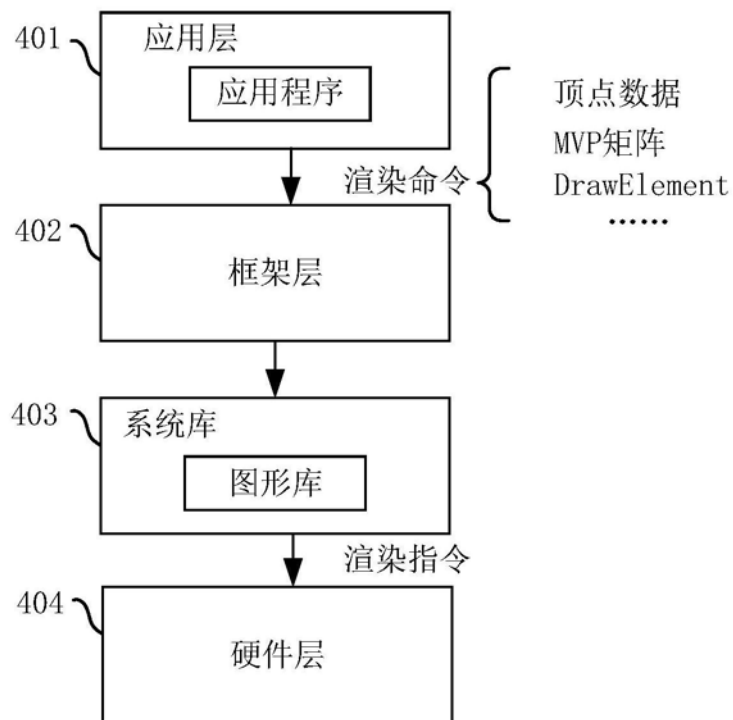 401
应用层
应用程序
渲染命令
顶点数据
MVP矩阵
DrawElement
......
402
框架层
403
系统库
图形库
渲染指令
404
硬件层